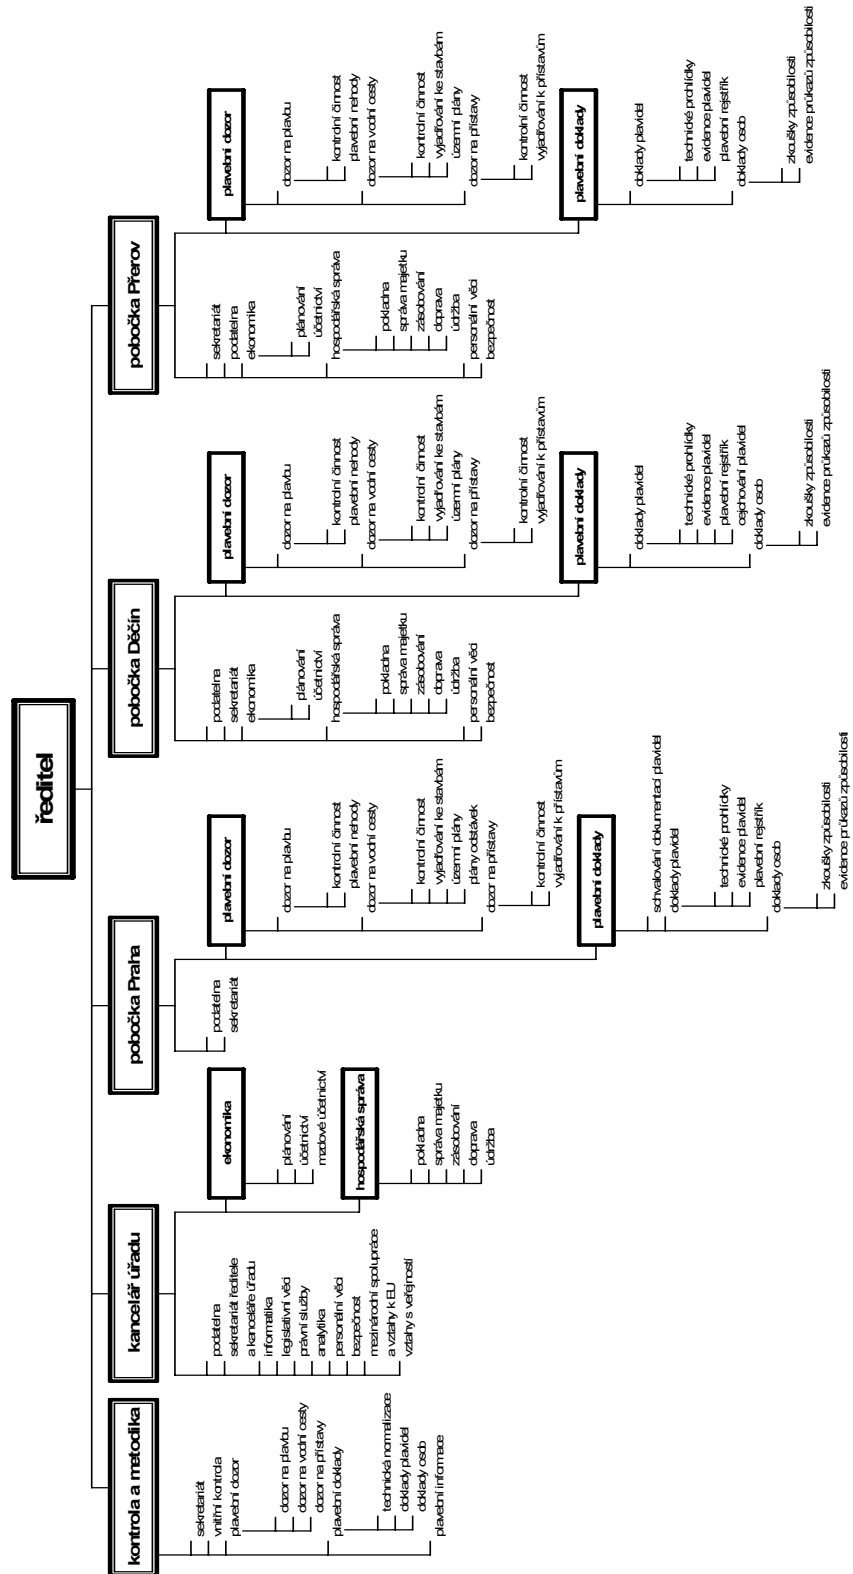 ředitel
kontrola a metodika
sekretariát
vnitřní kontrola
plavební dozor
dozor na plavbu
dozor na vodní cesty
dozor na přístavy
plavební doklady
technická normalizace
doklady plavidel
doklady osob
plavební informace
kancelář úřadu
podatelna
sekretariát ředitele
a kanceláře úřadu
informatika
legislativní věci
právní služby
analytika
personální věci
bezpečnost
mezinárodní spolupráce
a vztahy k EU
vztahy s veřejností
ekonomika
plánování
účetnictví
mzdové účetnictví
hospodářská správa
pokladna
správa majetku
zásobování
doprava
údržba
pobočka Praha
podatelna
sekretariát
plavební dozor
dozor na plavbu
kontrolní činnost
plavební nehody
dozor na vodní cesty
kontrolní činnost
vyjadřování ke stavbám
územní plány
plány odstávek
dozor na přístavy
kontrolní činnost
vyjadřování k přístavům
plavební doklady
schvalování dokumentací plavidel
doklady plavidel
technické prohlídky
evidence plavidel
plavební rejstřík
doklady osob
zkoušky způsobilosti
evidence průkazů způsobilosti
pobočka Děčín
podatelna
sekretariát
ekonomika
plánování
účetnictví
hospodářská správa
pokladna
správa majetku
zásobování
doprava
údržba
personální věci
bezpečnost
plavební dozor
dozor na plavbu
kontrolní činnost
plavební nehody
dozor na vodní cesty
kontrolní činnost
vyjadřování ke stavbám
územní plány
dozor na přístavy
kontrolní činnost
vyjadřování k přístavům
plavební doklady
doklady plavidel
technické prohlídky
evidence plavidel
plavební rejstřík
cejchování plavidel
doklady osob
zkoušky způsobilosti
evidence průkazů způsobilosti
pobočka Přerov
sekretariát
podatelna
ekonomika
plánování
účetnictví
hospodářská správa
pokladna
správa majetku
zásobování
doprava
údržba
personální věci
bezpečnost
plavební dozor
dozor na plavbu
kontrolní činnost
plavební nehody
dozor na vodní cesty
kontrolní činnost
vyjadřování ke stavbám
územní plány
dozor na přístavy
kontrolní činnost
vyjadřování k přístavům
plavební doklady
doklady plavidel
technické prohlídky
evidence plavidel
plavební rejstřík
doklady osob
zkoušky způsobilosti
evidence průkazů způsobilosti